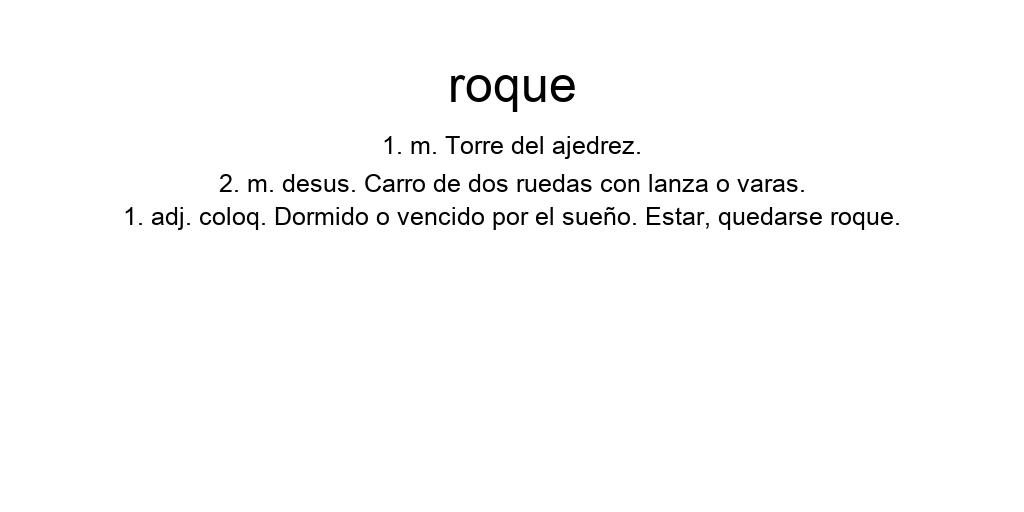 roque
1. m. Torre del ajedrez.
2. m. desus. Carro de dos ruedas con lanza o varas.
1. adj. coloq. Dormido o vencido por el sueño. Estar, quedarse roque.